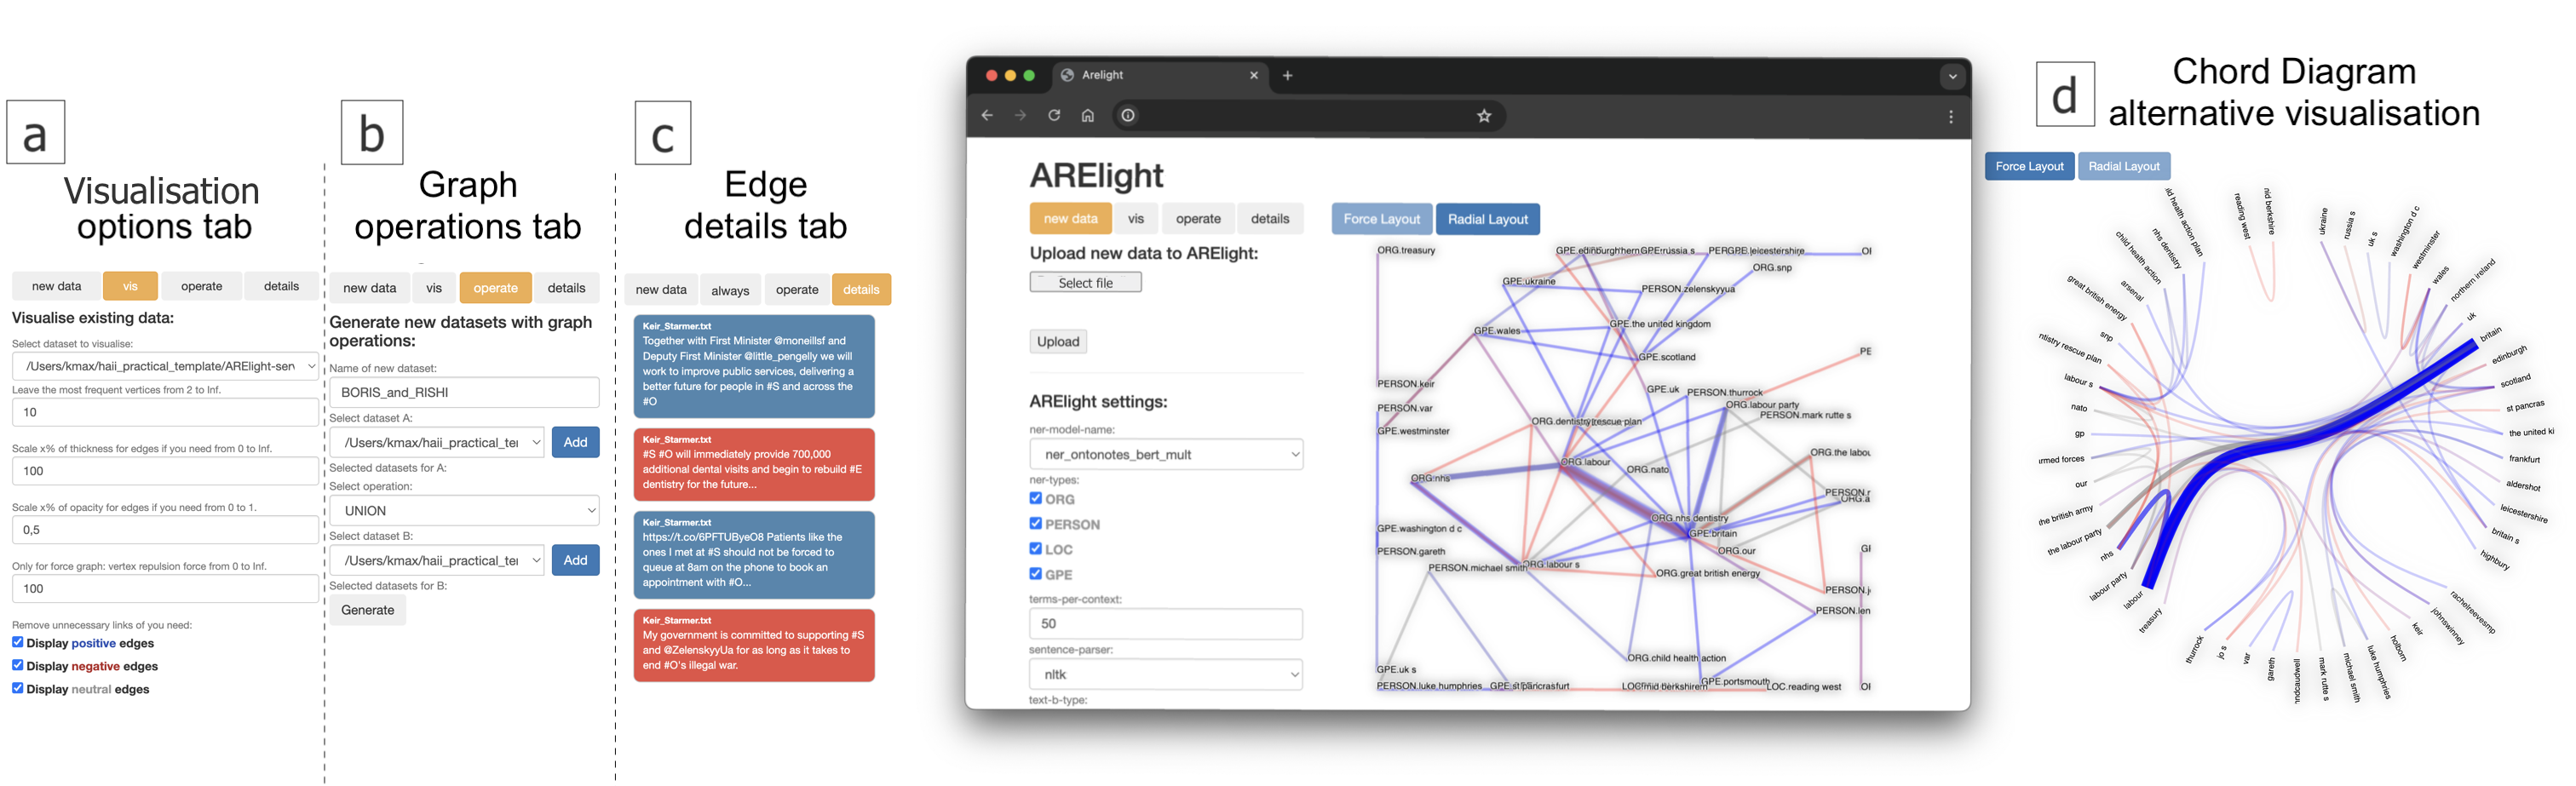 a
Visualisation
options tab
new data
vis
operate
details
Visualise existing data:
Select dataset to visualise:
/Users/kmax/haii_practical_template/ARElight-serv
Leave the most frequent vertices from 2 to Inf.
10
Scale x% of thickness for edges if you need from 0 to Inf.
100
Scale x% of opacity for edges if you need from 0 to 1.
0,5
Only for force graph: vertex repulsion force from 0 to Inf.
100
Remove unnecessary links of you need:
Display positive edges
Display negative edges
Display neutral edges
b
Graph
operations tab
new data
vis
operate
details
Generate new datasets with graph
operations:
Name of new dataset:
BORIS_and_RISHI
Select dataset A:
/Users/kmax/haii_practical_te
Add
Selected datasets for A:
Select operation:
UNION
Select dataset B:
/Users/kmax/haii_practical_te
Add
Selected datasets for B:
Generate
c
Edge
details tab
new data
always
operate
details
Keir_Starmer.txt
Together with First Minister @moneillsf and
Deputy First Minister @little_pengelly we will
work to improve public services, delivering a
better future for people in #S and across the
#O
Keir_Starmer.txt
#S #O will immediately provide 700,000
additional dental visits and begin to rebuild #E
dentistry for the future...
Keir_Starmer.txt
https://t.co/6PFTUByeO8 Patients like the
ones I met at #S should not be forced to
queue at 8am on the phone to book an
appointment with #O...
Keir_Starmer.txt
My government is committed to supporting #S
and @ZelenskyyUa for as long as it takes to
end #O's illegal war.
Arelight
ARElight
new data
vis
operate
details
Force Layout
Radial Layout
Upload new data to ARElight:
Select file
Upload
ARElight settings:
ner-model-name:
ner_ontonotes_bert_mult
ner-types:
ORG
PERSON
LOC
GPE
terms-per-context:
50
sentence-parser:
nltk
text-b-type:
ORG.treasury
GPE.russia s
GPE.leicestershire
ORG.snp
GPE.ukraine
PERSON.zelenskyyua
GPE.wales
GPE.the united kingdom
GPE.scotland
PERSON.keir
GPE.uk
PERSON.thurrock
PERSON.var
ORG.labour party
PERSON.mark rutte s
GPE.westminster
ORG.dentistry rescue plan
ORG.the labou
ORG.labour
ORG.nato
ORG.nhs
ORG.nhs dentistry
GPE.washington d c
GPE.britain
PERSON.gareth
ORG.our
PERSON.michael smith
ORG.labour s
ORG.great british energy
PERSON.j
PERSON.len
ORG.child health action
GPE.uk s
GPE.portsmouth
PERSON.luke humphries
GPE.st pancras
LOC.mid berkshire
LOC.reading west
d
Chord Diagram
alternative visualisation
Force Layout
Radial Layout
ild health action plan
nhs dentistry
child health action
arsenal
great british energy
snp
ntistry rescue plan
labour s
nato
gp
armed forces
our
the british army
the labour party
nhs
labour party
labour
treasury
thurrock
jo s
var
gareth
mark rutte s
michael smith
luke humphries
holborn
keir
johnswinney
rachelreevesmp
highbury
britain s
leicestershire
aldershot
frankfurt
the united ki
st pancras
scotland
edinburgh
britain
uk
northern ireland
wales
westminster
washington d c
uk s
russia s
ukraine
mid berkshire
reading west